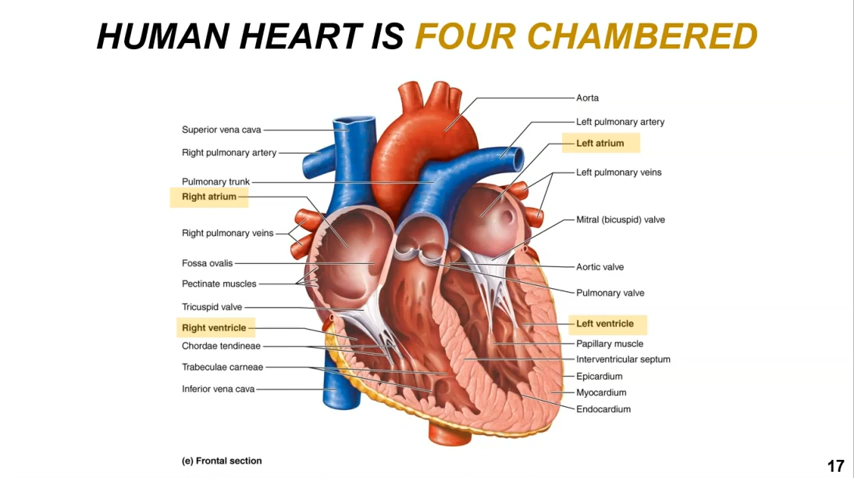 HUMAN HEART IS FOUR CHAMBERED
Superior vena cava
Right pulmonary artery
Pulmonary trunk
Right atrium
Right pulmonary veins
Fossa ovalis
Pectinate muscles
Tricuspid valve
Right ventricle
Chordae tendineae
Trabeculae carneae
Inferior vena cava
Aorta
Left pulmonary artery
Left atrium
Left pulmonary veins
Mitral (bicuspid) valve
Aortic valve
Pulmonary valve
Left ventricle
Papillary muscle
Interventricular septum
Epicardium
Myocardium
Endocardium
(e) Frontal section
17